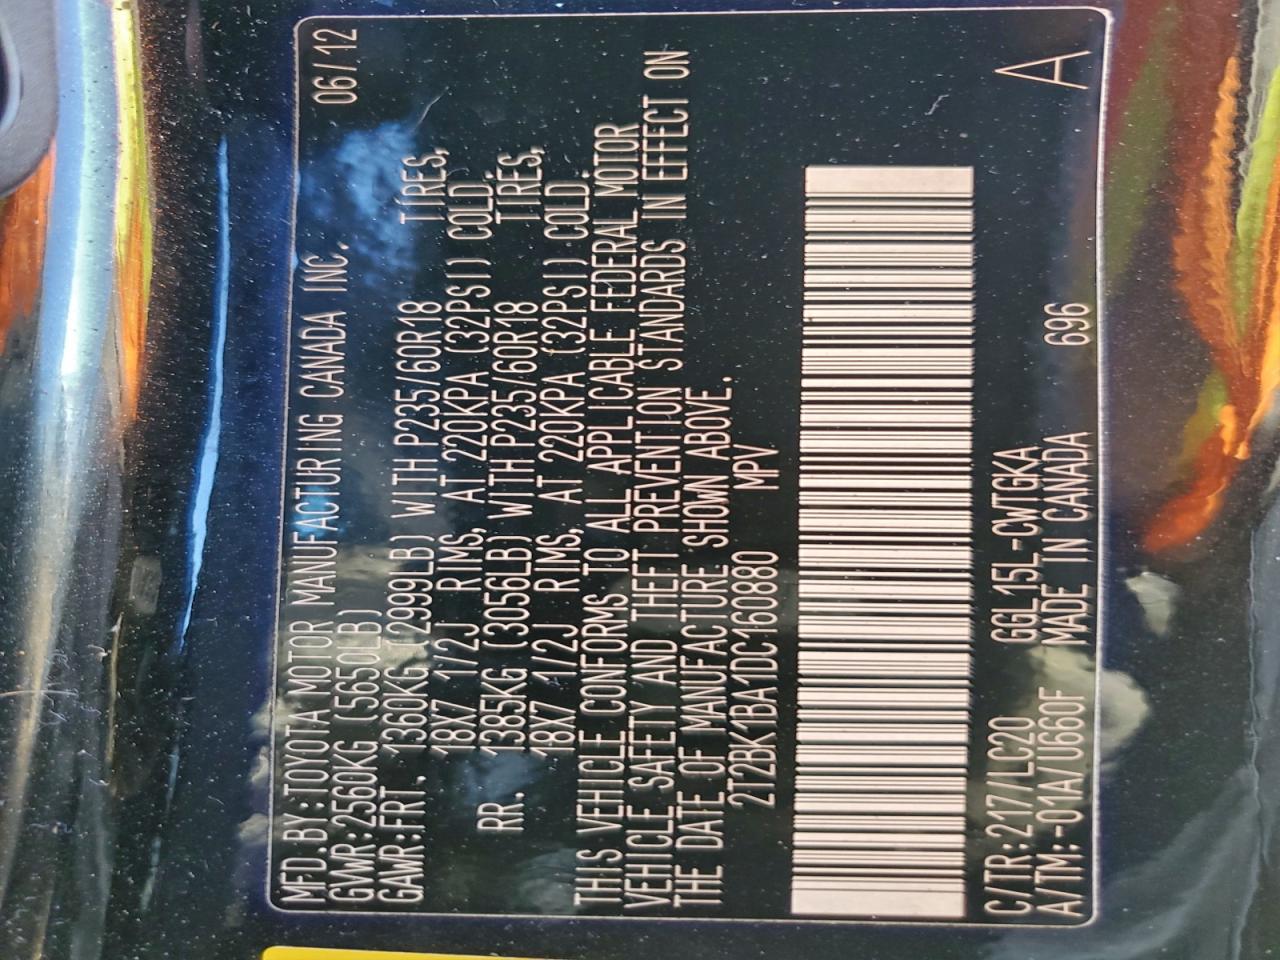 MFD.BY:TOYOTA MOTOR MANUFACTURING CANADA INC. 06/12
GVWR:2560KG (5650LB)
GAWR:FRT. 1360KG (2999LB) WITH P235/60R18 TIRES,
18X7 1/2J RIMS, AT 220KPA (32PSI) COLD.
RR. 1385KG (3056LB) WITH P235/60R18 TIRES,
18X7 1/2J RIMS, AT 220KPA (32PSI) COLD.
THIS VEHICLE CONFORMS TO ALL APPLICABLE FEDERAL MOTOR
VEHICLE SAFETY AND THEFT PREVENTION STANDARDS IN EFFECT ON
THE DATE OF MANUFACTURE SHOWN ABOVE.
2T2BK1BA1DC160880 MPV
C/TR:217/LC20 GGL15L-CWTGKA A
A/TM:-01A/U660F MADE IN CANADA 696